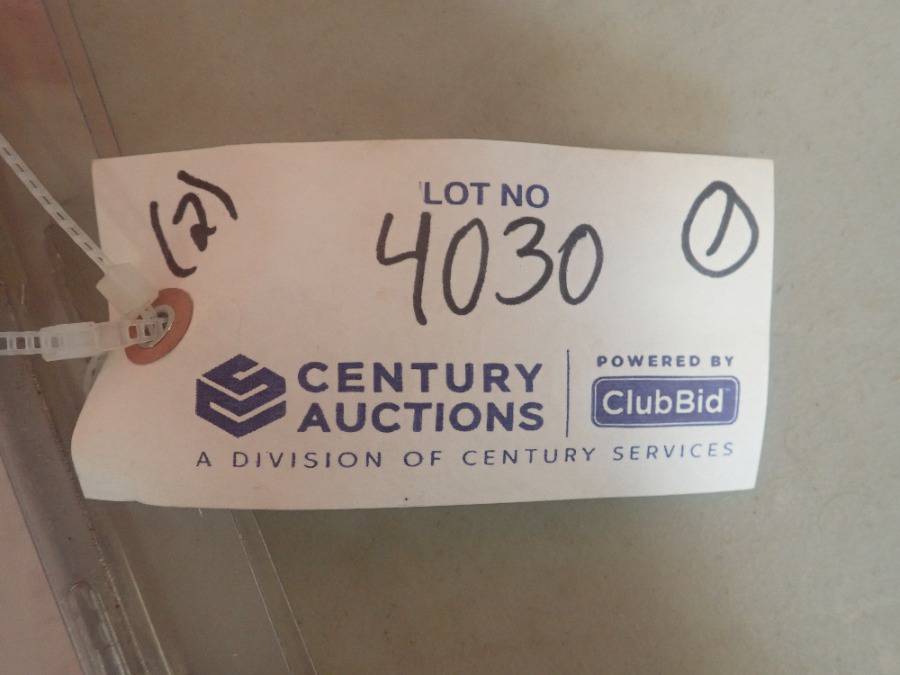 (2)
LOT NO
4030
1
CENTURY
AUCTIONS
POWERED BY
ClubBid
A DIVISION OF CENTURY SERVICES